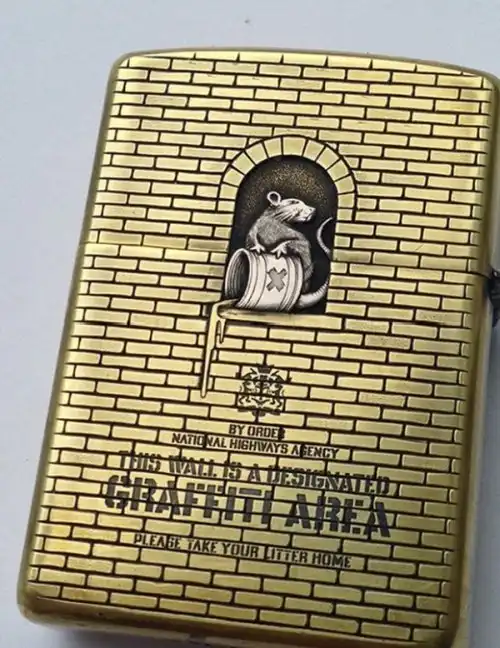 BY ORDER
NATIONAL HIGHWAYS AGENCY
THIS WALL IS A DESIGNATED
GRAFFITI AREA
PLEASE TAKE YOUR LITTER HOME